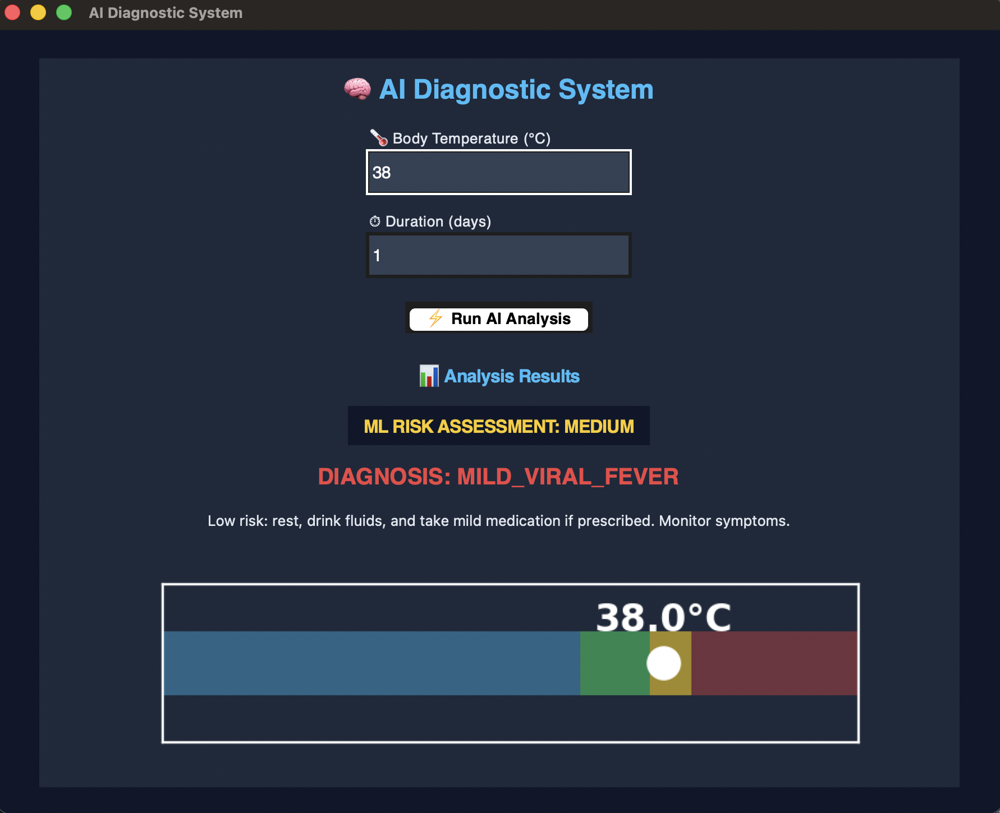 AI Diagnostic System
🧠 AI Diagnostic System
🌡️ Body Temperature (°C)
38
⏱ Duration (days)
1
⚡ Run AI Analysis
📊 Analysis Results
ML RISK ASSESSMENT: MEDIUM
DIAGNOSIS: MILD_VIRAL_FEVER
Low risk: rest, drink fluids, and take mild medication if prescribed. Monitor symptoms.
38.0°C